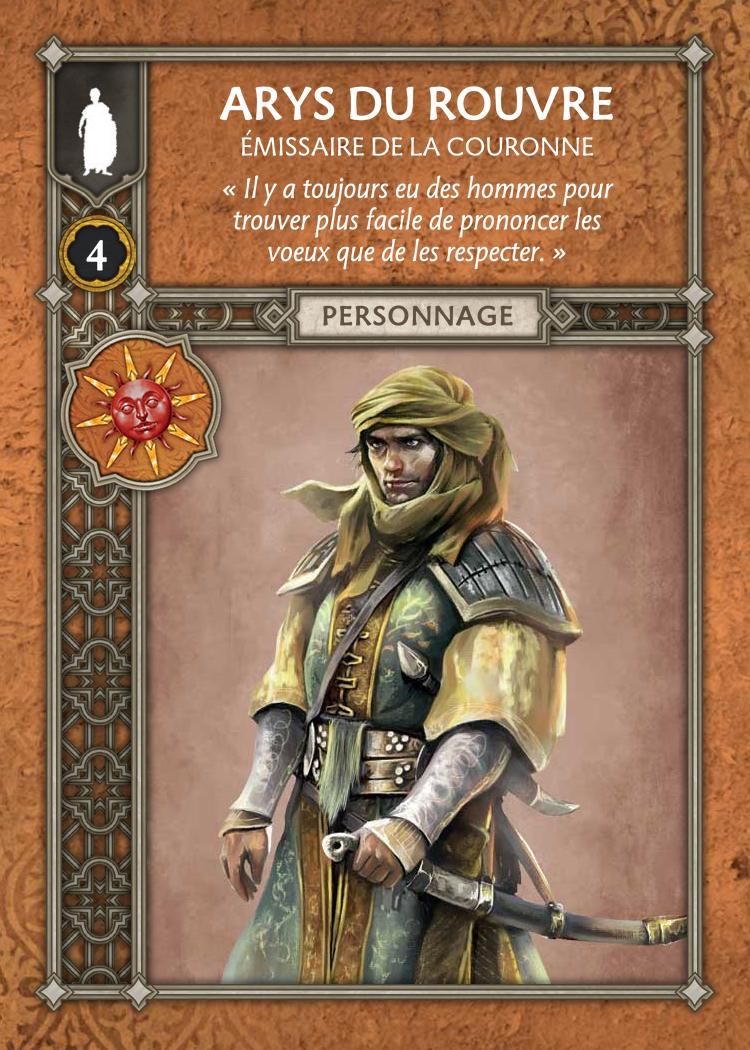 ARYS DU ROUVRE
ÉMISSAIRE DE LA COURONNE
« Il y a toujours eu des hommes pour
trouver plus facile de prononcer les
voeux que de les respecter. »
4
PERSONNAGE